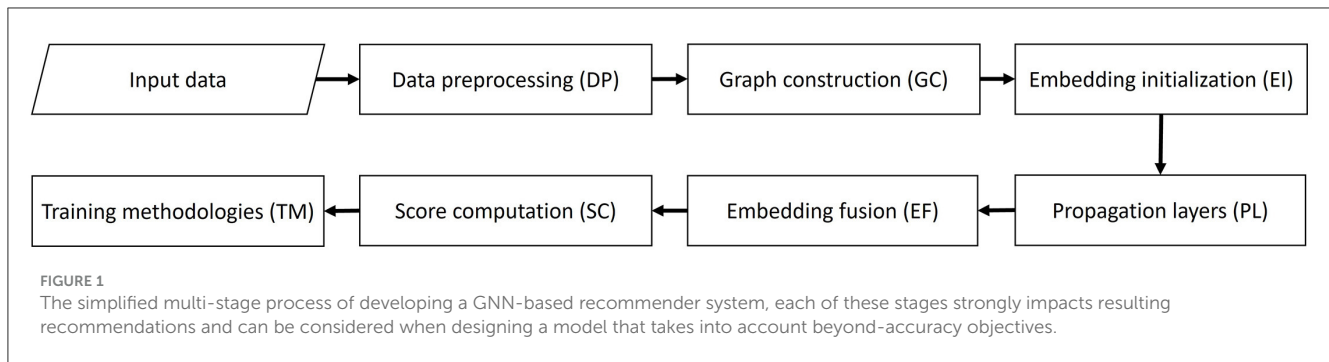 Input data
Data preprocessing (DP)
Graph construction (GC)
Embedding initialization (EI)
Training methodologies (TM)
Score computation (SC)
Embedding fusion (EF)
Propagation layers (PL)
FIGURE 1
The simplified multi-stage process of developing a GNN-based recommender system, each of these stages strongly impacts resulting
recommendations and can be considered when designing a model that takes into account beyond-accuracy objectives.